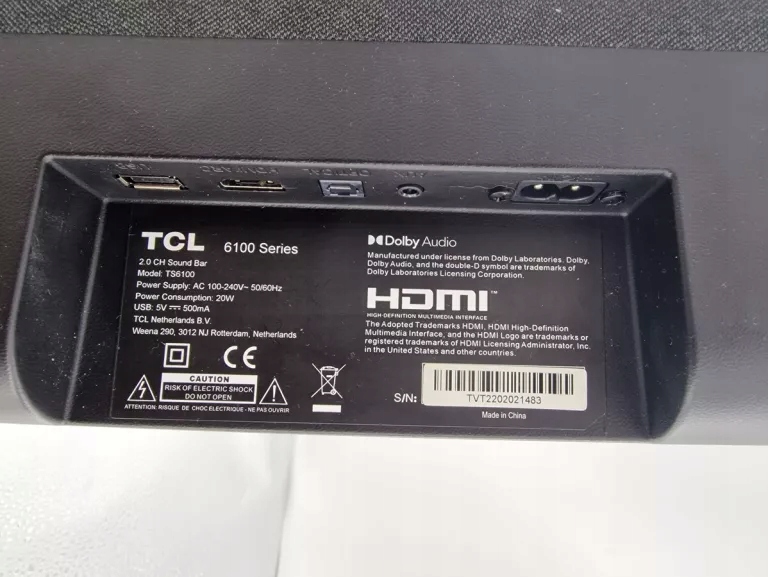 USB
HDMI ARC
OPTICAL
AUX
TCL 6100 Series
2.0 CH Sound Bar
Model: TS6100
Power Supply: AC 100-240V~ 50/60Hz
Power Consumption: 20W
USB: 5V ⎓ 500mA
TCL Netherlands B.V.
Weena 290, 3012 NJ Rotterdam, Netherlands
CE
CAUTION
RISK OF ELECTRIC SHOCK
DO NOT OPEN
ATTENTION: RISQUE DE CHOC ELECTRIQUE - NE PAS OUVRIR
Dolby Audio
Manufactured under license from Dolby Laboratories. Dolby,
Dolby Audio, and the double-D symbol are trademarks of
Dolby Laboratories Licensing Corporation.
HDMI™
HIGH-DEFINITION MULTIMEDIA INTERFACE
The Adopted Trademarks HDMI, HDMI High-Definition
Multimedia Interface, and the HDMI Logo are trademarks or
registered trademarks of HDMI Licensing Administrator, Inc.
in the United States and other countries.
S/N:
TVT2202021483
Made in China